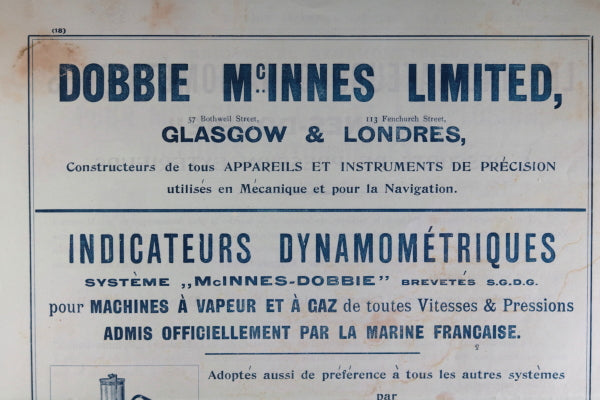 (18)
DOBBIE McINNES LIMITED,
57 Bothwell Street, 113 Fenchurch Street,
GLASGOW & LONDRES,
Constructeurs de tous APPAREILS ET INSTRUMENTS DE PRÉCISION
utilisés en Mécanique et pour la Navigation.
INDICATEURS DYNAMOMÉTRIQUES
SYSTÈME „McINNES-DOBBIE” BREVETÉS S.G.D.G.
pour MACHINES À VAPEUR ET À GAZ de toutes Vitesses & Pressions
ADMIS OFFICIELLEMENT PAR LA MARINE FRANCAISE.
Adoptés aussi de préférence à tous les autres systèmes
par